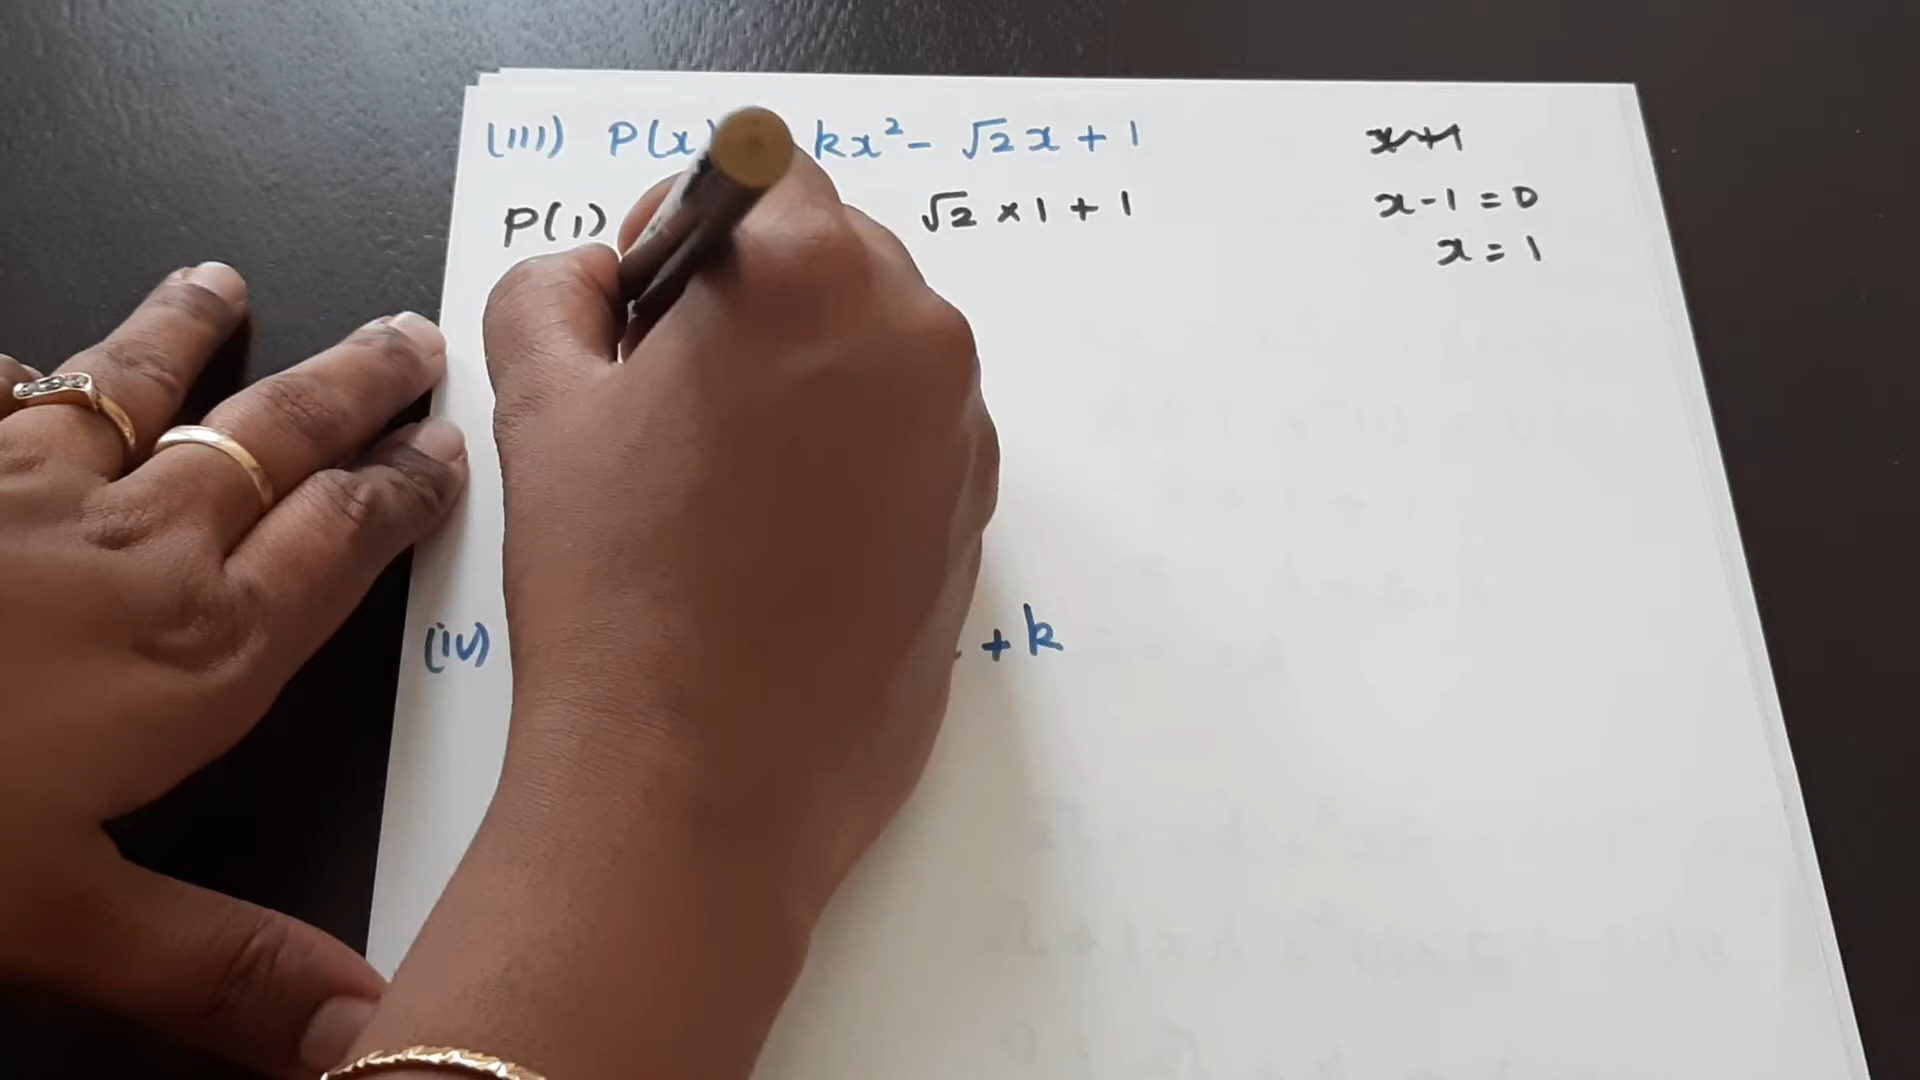 (iii) P(x) kx² - √2 x + 1
x+1
P(1) √2 × 1 + 1
x - 1 = 0
x = 1
(iv) + k